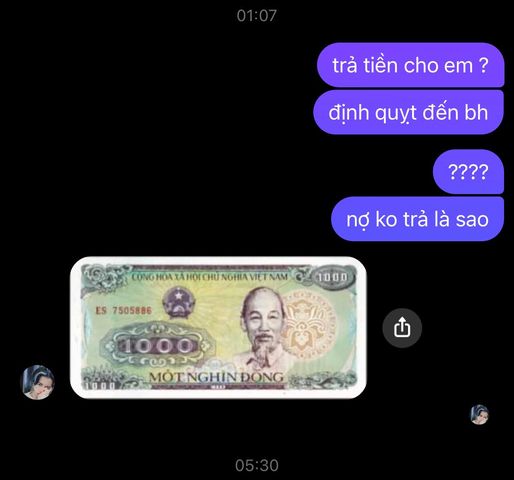 01:07
trả tiền cho em ?
định quỵt đến bh
????
nợ ko trả là sao
CỘNG HÒA XÃ HỘI CHỦ NGHĨA VIỆT NAM
1000
ES 7505886
1000
1000
MỘT NGHÌN ĐỒNG
05:30